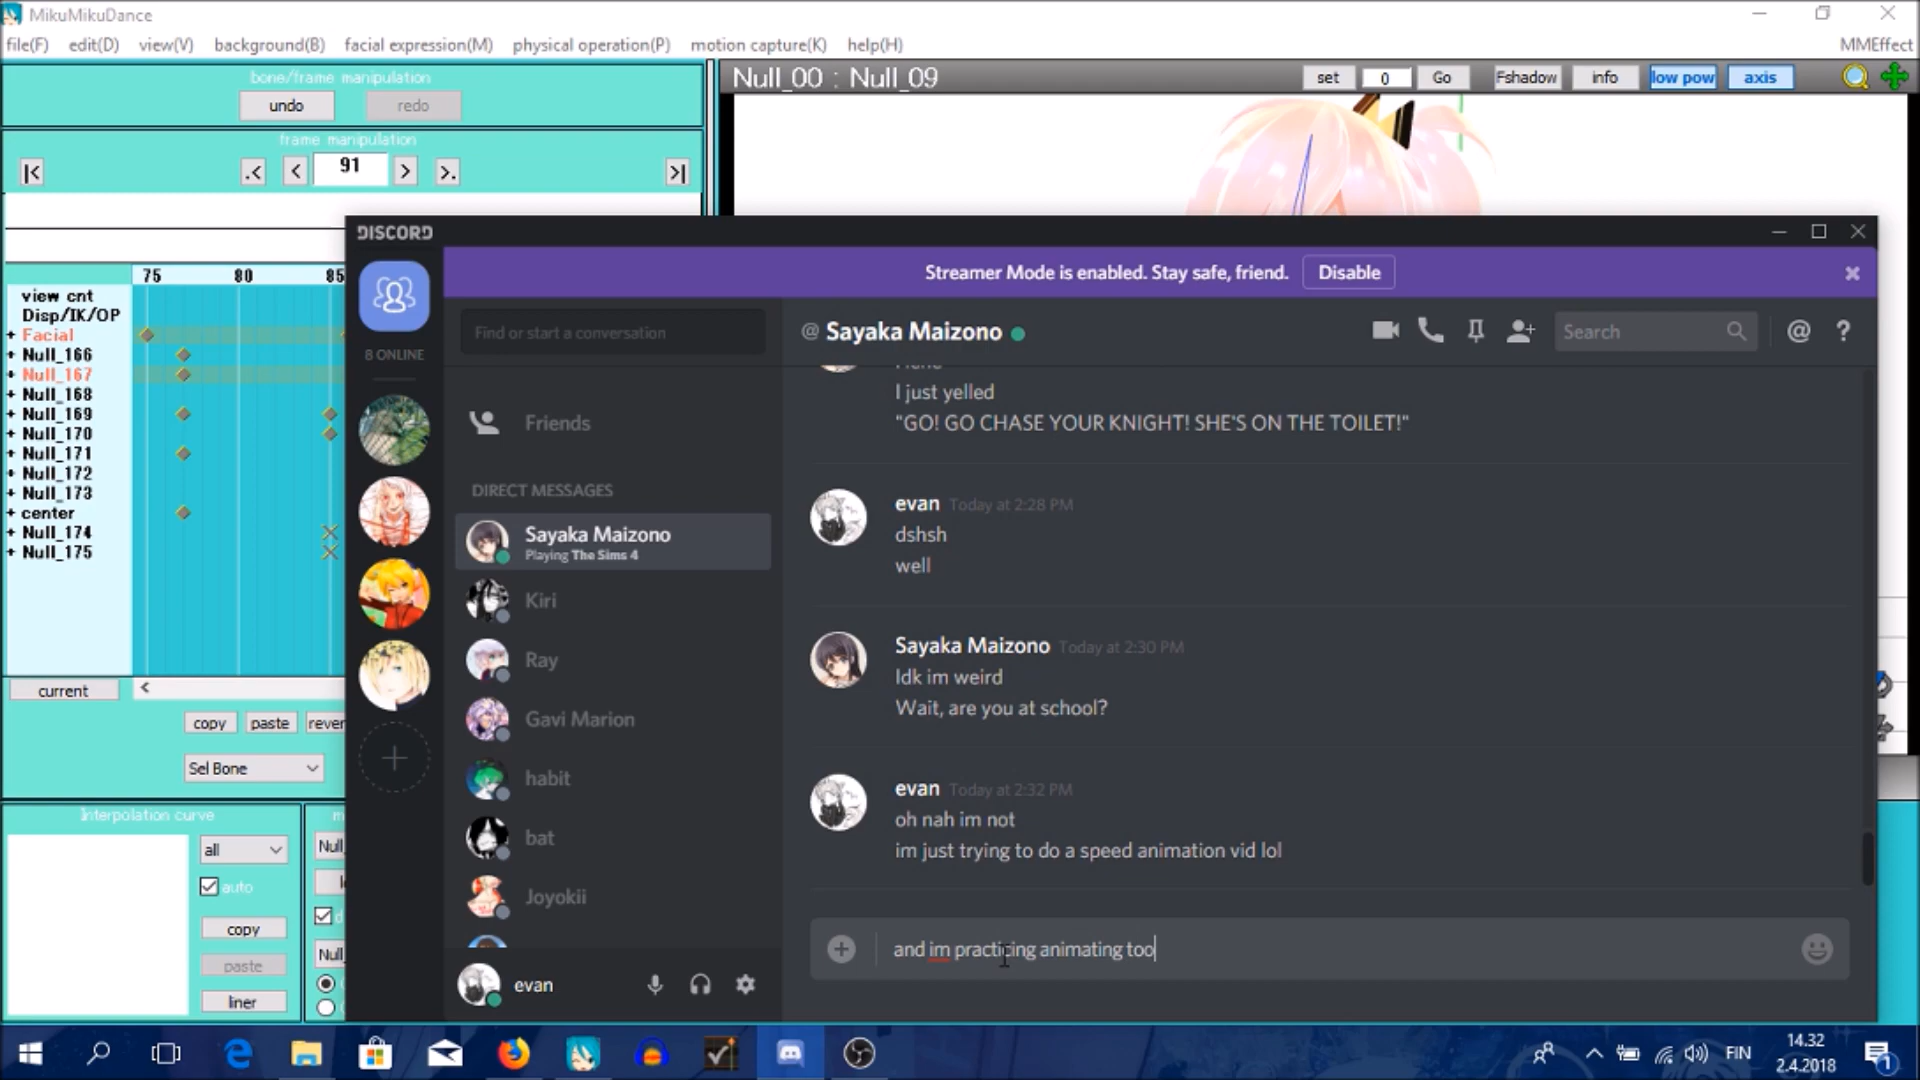 MikuMikuDance
file(F) edit(D) view(V) background(B) facial expression(M) physical operation(P) motion capture(K) help(H) MMEffect
bone/frame manipulation
undo redo
frame manipulation
|< .< < 91 > >. >|
Null_00 : Null_09 set 0 Go Fshadow info low pow axis
75 80 85
view cnt
Disp/IK/OP
+ Facial
+ Null_166
+ Null_167
+ Null_168
+ Null_169
+ Null_170
+ Null_171
+ Null_172
+ Null_173
+ center
+ Null_174
+ Null_175
current <
copy paste rever
Sel Bone
Interpolation curve
all
auto
copy
paste
liner
Null_
Null_
DISCORD
Streamer Mode is enabled. Stay safe, friend. Disable
8 ONLINE
Find or start a conversation
Friends
DIRECT MESSAGES
Sayaka Maizono
Playing The Sims 4
Kiri
Ray
Gavi Marion
habit
bat
Joyokii
evan
@ Sayaka Maizono Search @ ?
I just yelled
"GO! GO CHASE YOUR KNIGHT! SHE'S ON THE TOILET!"
evan Today at 2:28 PM
dshsh
well
Sayaka Maizono Today at 2:30 PM
Idk im weird
Wait, are you at school?
evan Today at 2:32 PM
oh nah im not
im just trying to do a speed animation vid lol
and im practicing animating too
FIN
14.32
2.4.2018
1